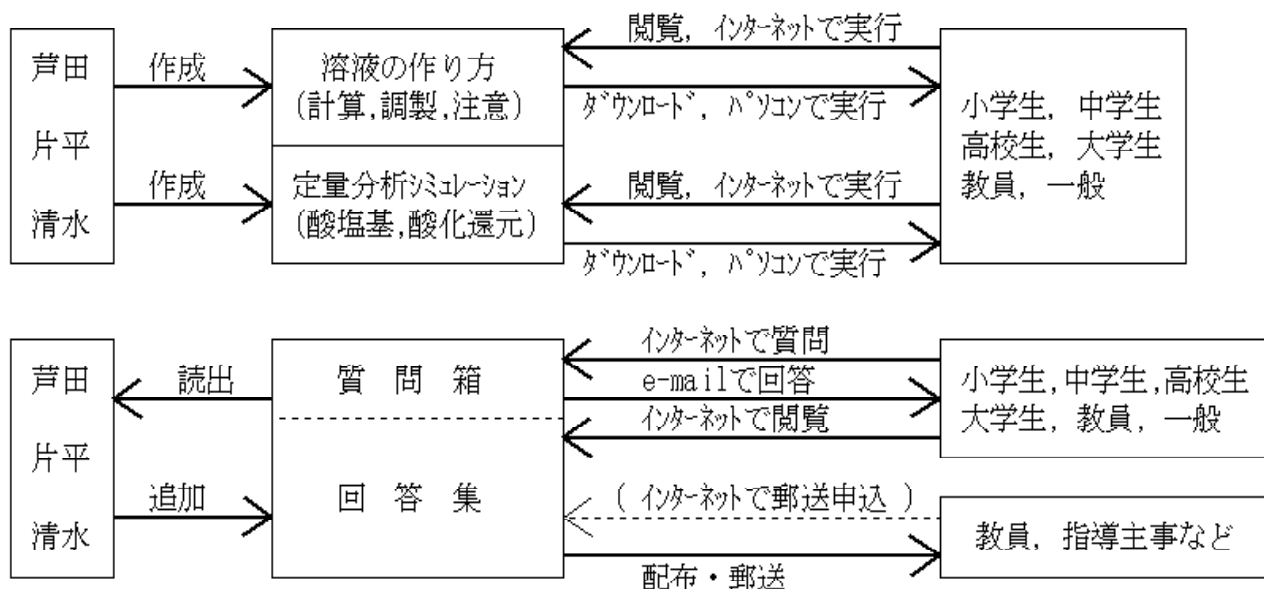 閲覧, ｲﾝﾀｰﾈｯﾄで実行
芦田
作成
溶液の作り方
(計算,調製,注意)
ﾀﾞｳﾝﾛｰﾄﾞ, ﾊﾟｿｺﾝで実行
小学生, 中学生
高校生, 大学生
教員, 一般
片平
作成
定量分析ｼﾐｭﾚｰｼｮﾝ
(酸塩基,酸化還元)
閲覧, ｲﾝﾀｰﾈｯﾄで実行
清水
ﾀﾞｳﾝﾛｰﾄﾞ, ﾊﾟｿｺﾝで実行
ｲﾝﾀｰﾈｯﾄで質問
芦田
読出
質 問 箱
e-mailで回答
小学生,中学生,高校生
大学生, 教員, 一般
ｲﾝﾀｰﾈｯﾄで閲覧
片平
追加
回 答 集
( ｲﾝﾀｰﾈｯﾄで郵送申込 )
清水
教員, 指導主事など
配布・郵送